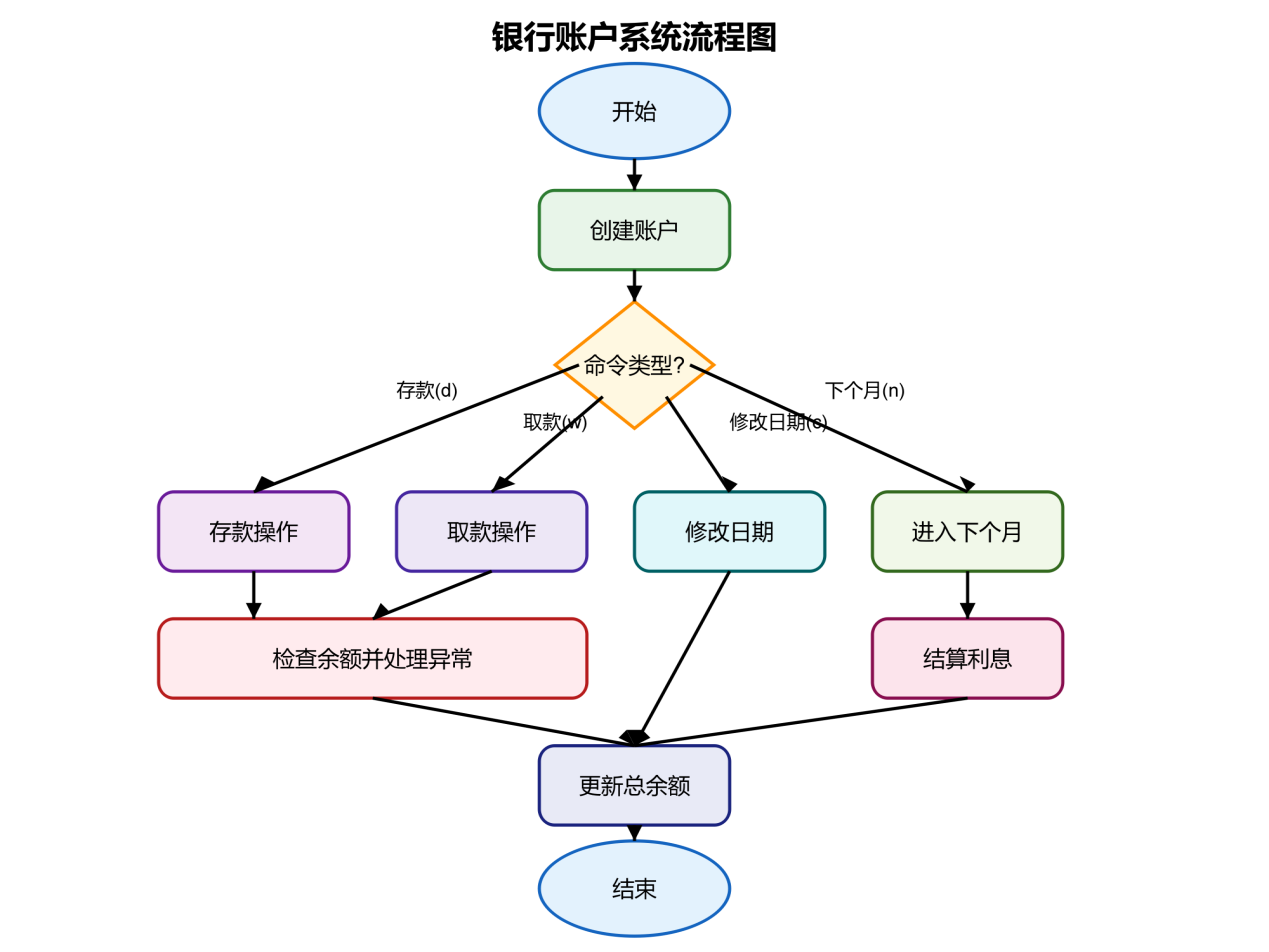 银行账户系统流程图
开始
创建账户
命令类型?
存款(d)
下个月(n)
取款(w)
修改日期(c)
存款操作
取款操作
修改日期
进入下个月
检查余额并处理异常
结算利息
更新总余额
结束